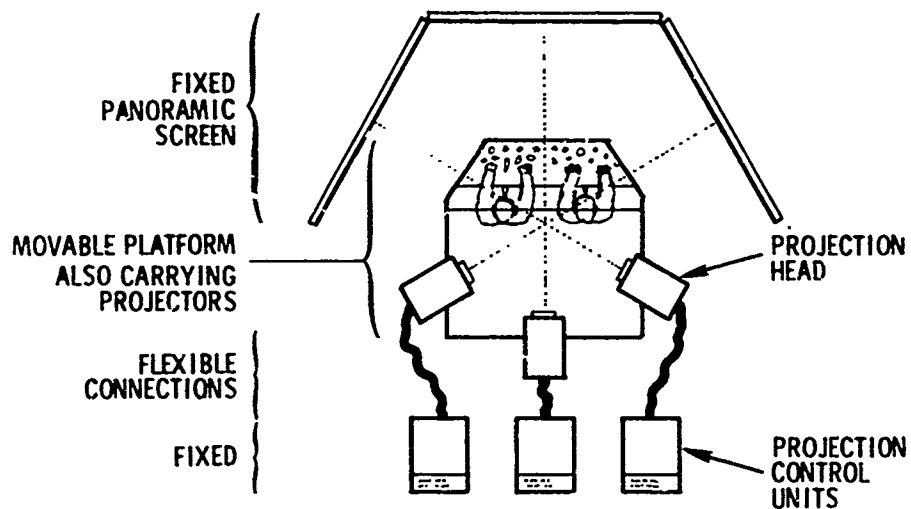 FIXED
PANORAMIC
SCREEN
MOVABLE PLATFORM
ALSO CARRYING
PROJECTORS
PROJECTION
HEAD
FLEXIBLE
CONNECTIONS
FIXED
PROJECTION
CONTROL
UNITS